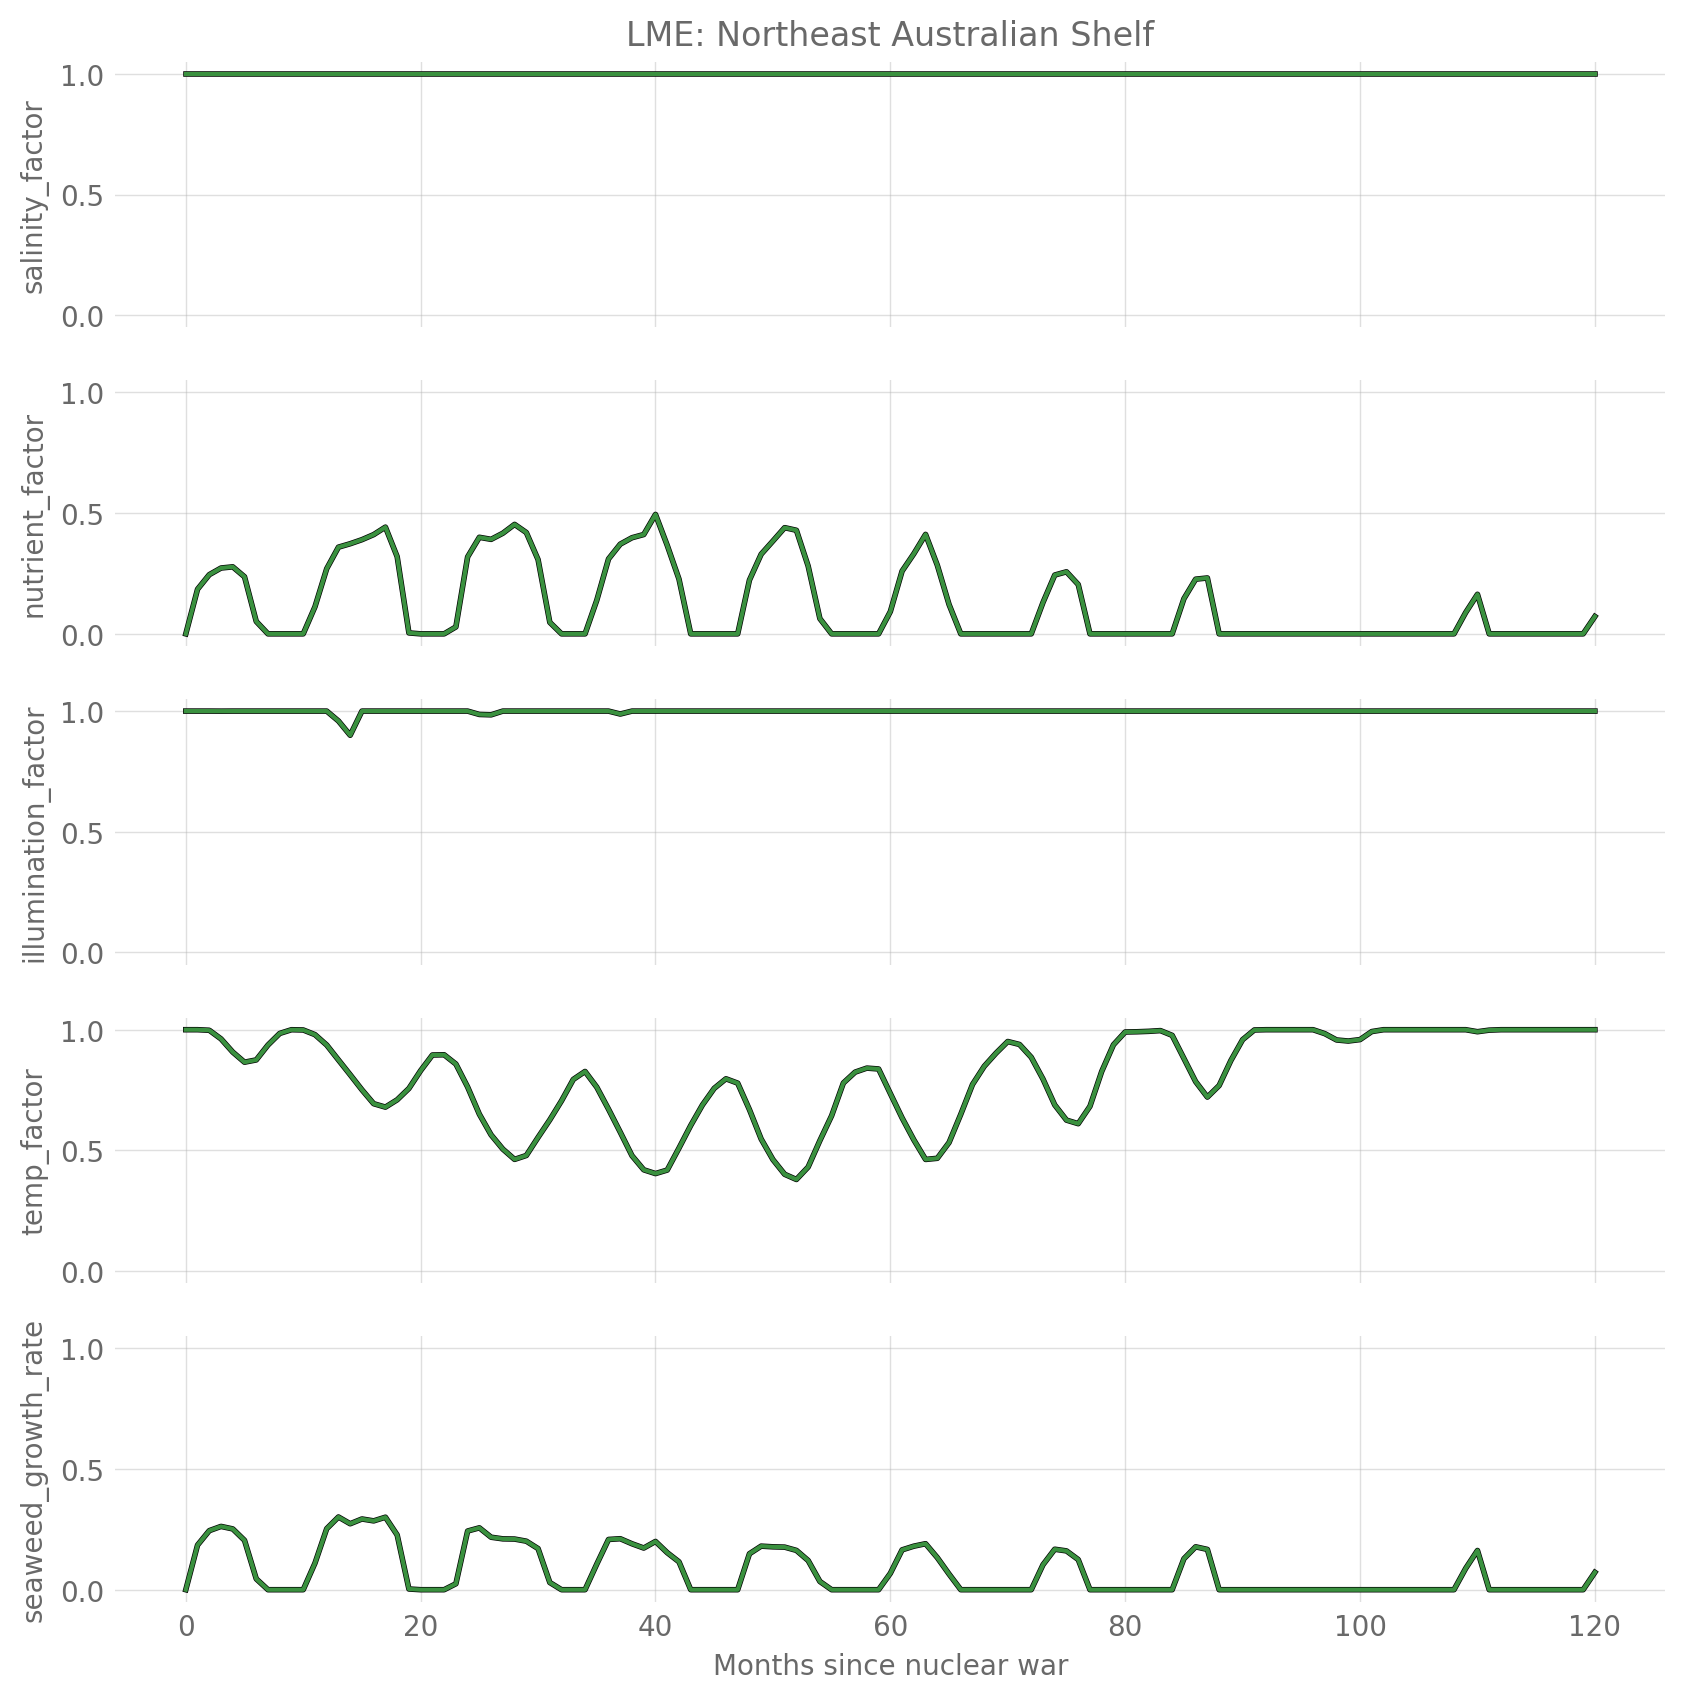 LME: Northeast Australian Shelf
1.0
0.5
0.0
salinity_factor
1.0
0.5
0.0
nutrient_factor
1.0
0.5
0.0
illumination_factor
1.0
0.5
0.0
temp_factor
1.0
0.5
0.0
seaweed_growth_rate
0 20 40 60 80 100 120
Months since nuclear war